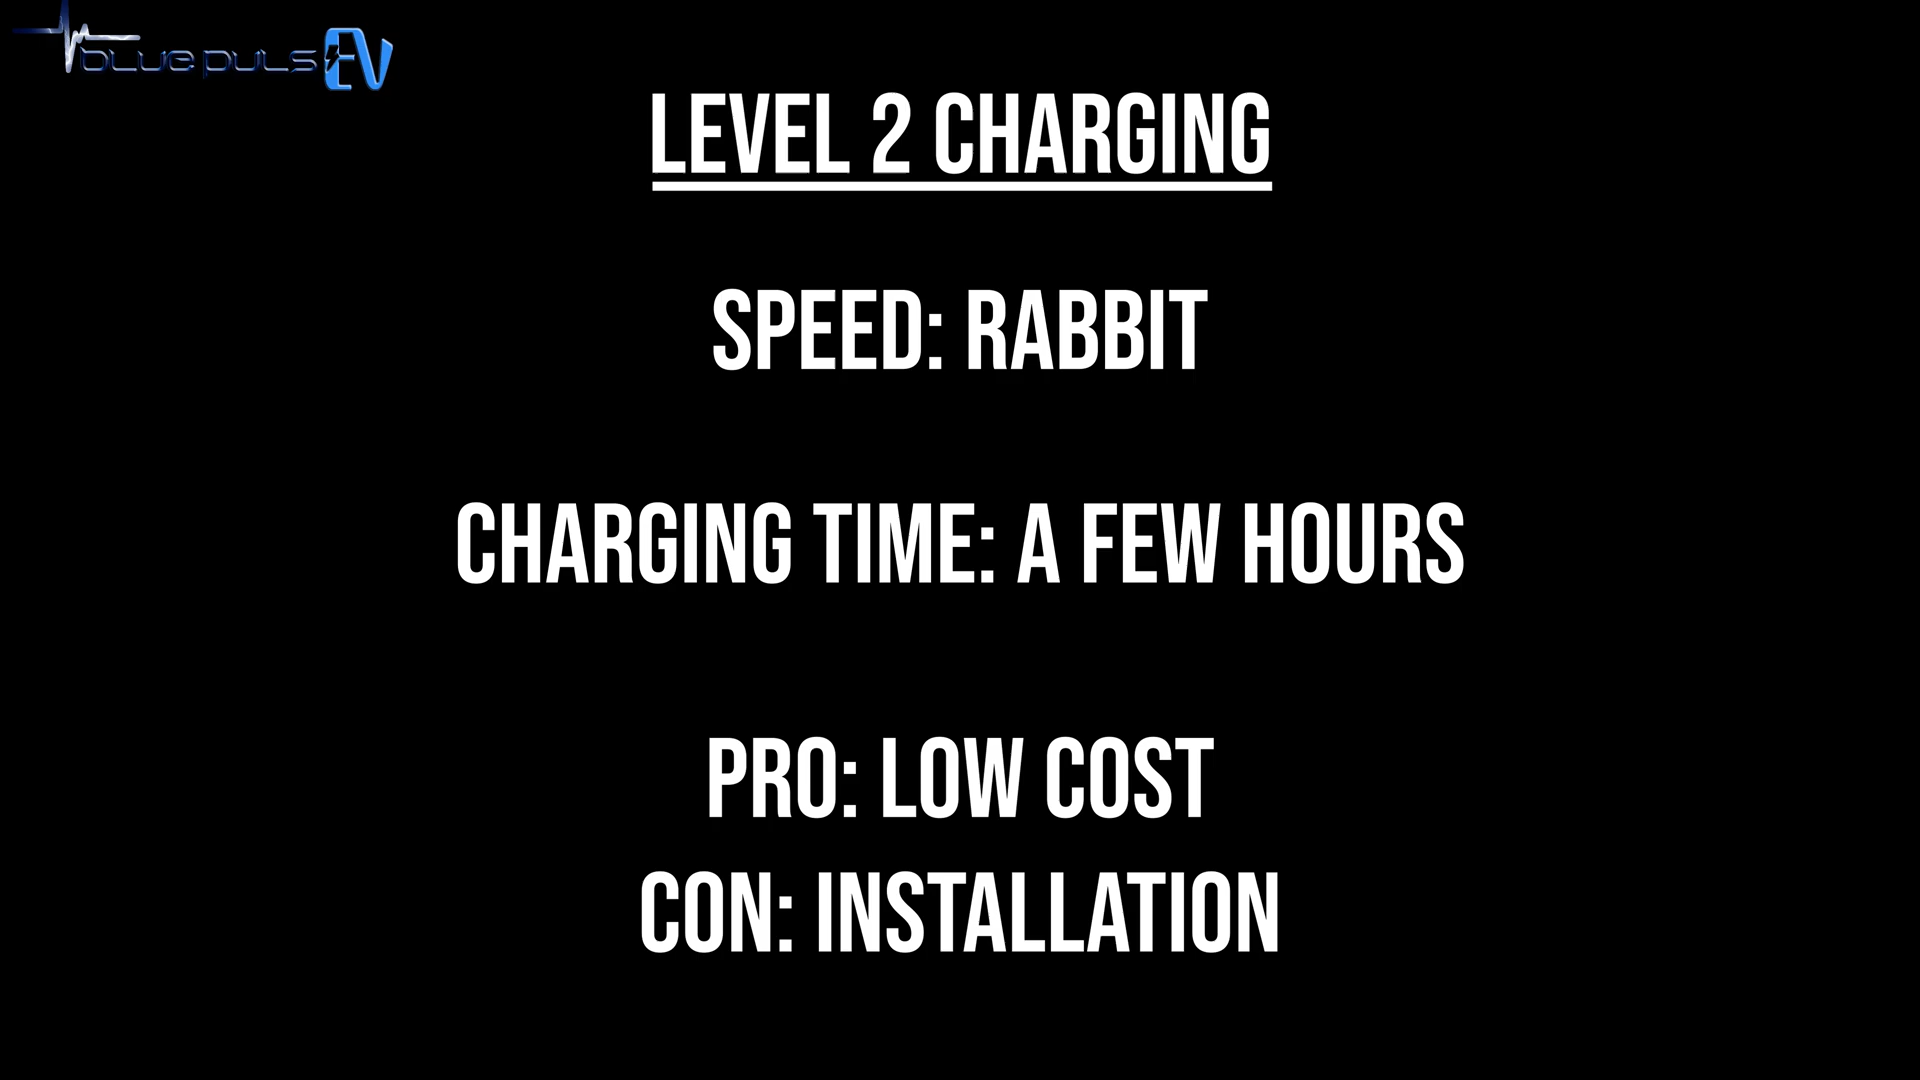 BLUE PULSEV
LEVEL 2 CHARGING
SPEED: RABBIT
CHARGING TIME: A FEW HOURS
PRO: LOW COST
CON: INSTALLATION